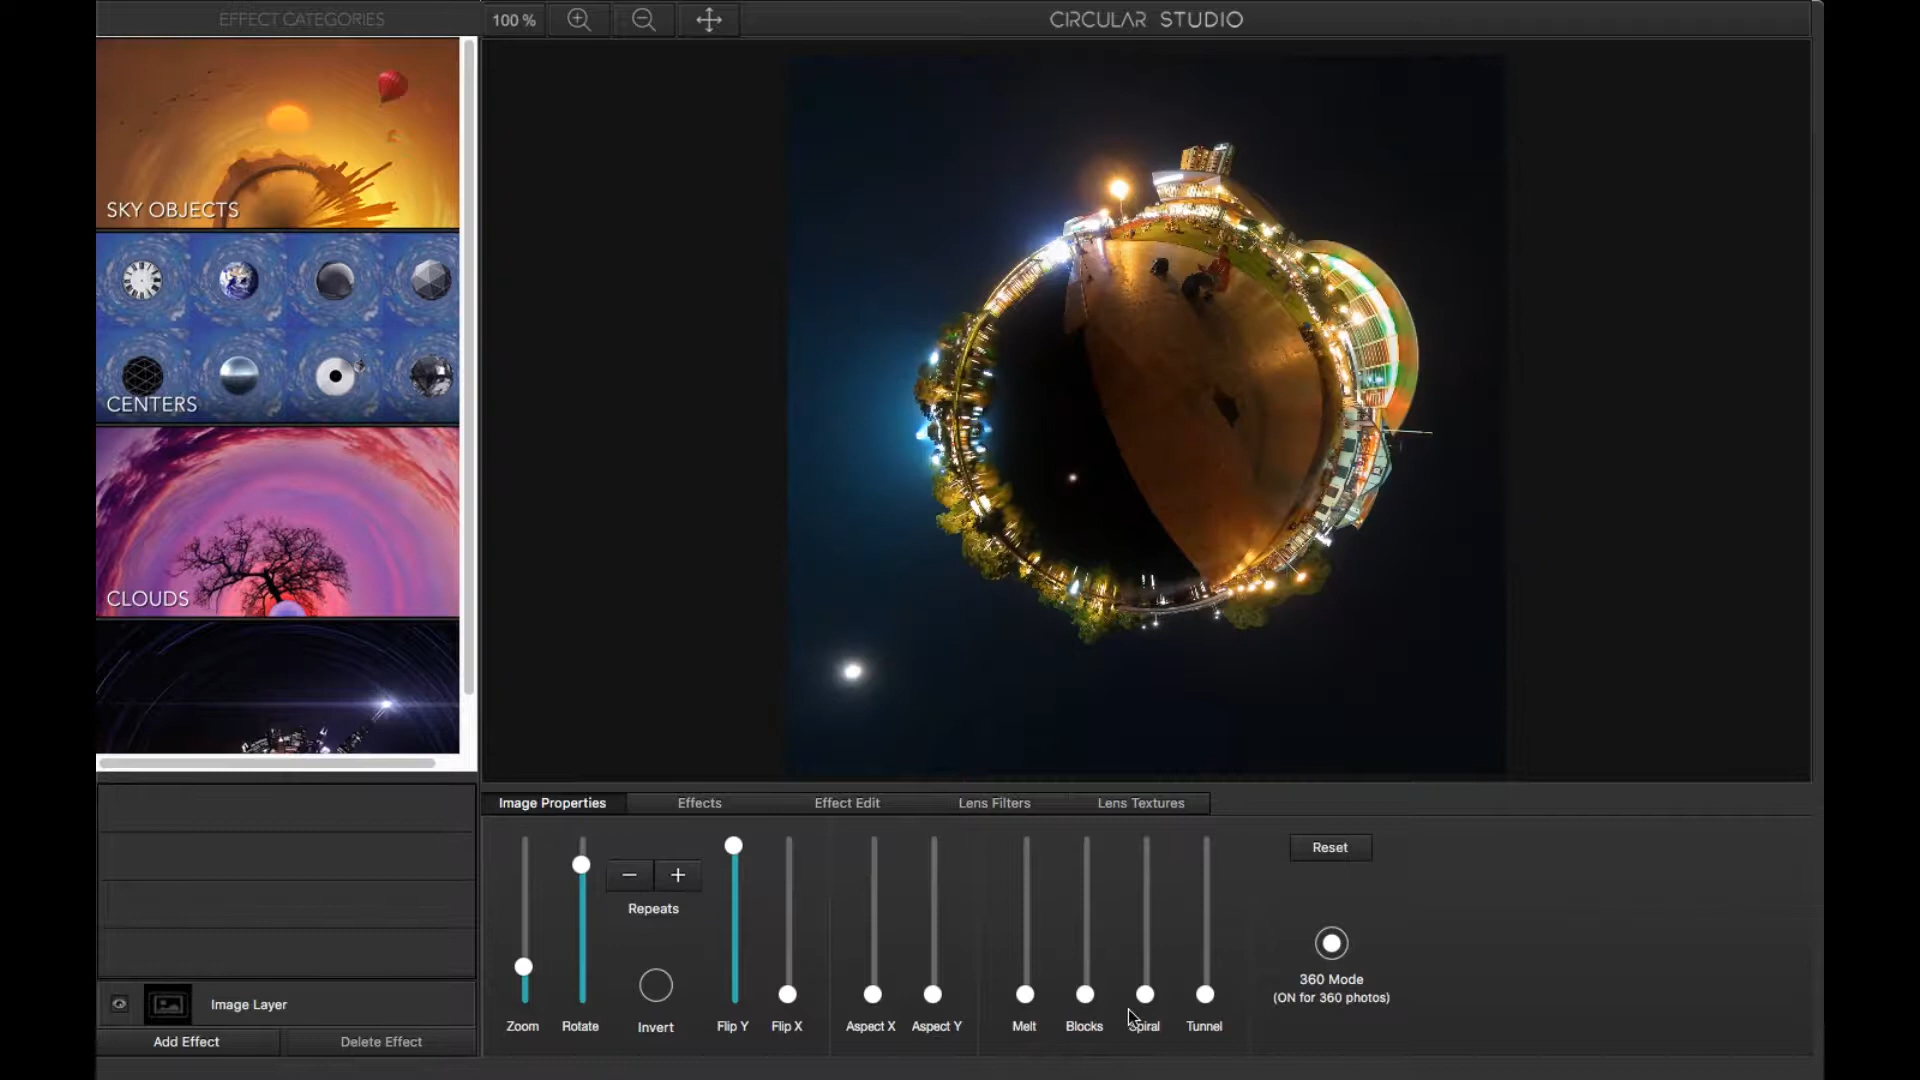 EFFECT CATEGORIES
100 %
CIRCULAR STUDIO
SKY OBJECTS
CENTERS
CLOUDS
Image Properties
Effects
Effect Edit
Lens Filters
Lens Textures
Reset
Repeats
360 Mode
(ON for 360 photos)
Zoom
Rotate
Invert
Flip Y
Flip X
Aspect X
Aspect Y
Melt
Blocks
Spiral
Tunnel
Image Layer
Add Effect
Delete Effect